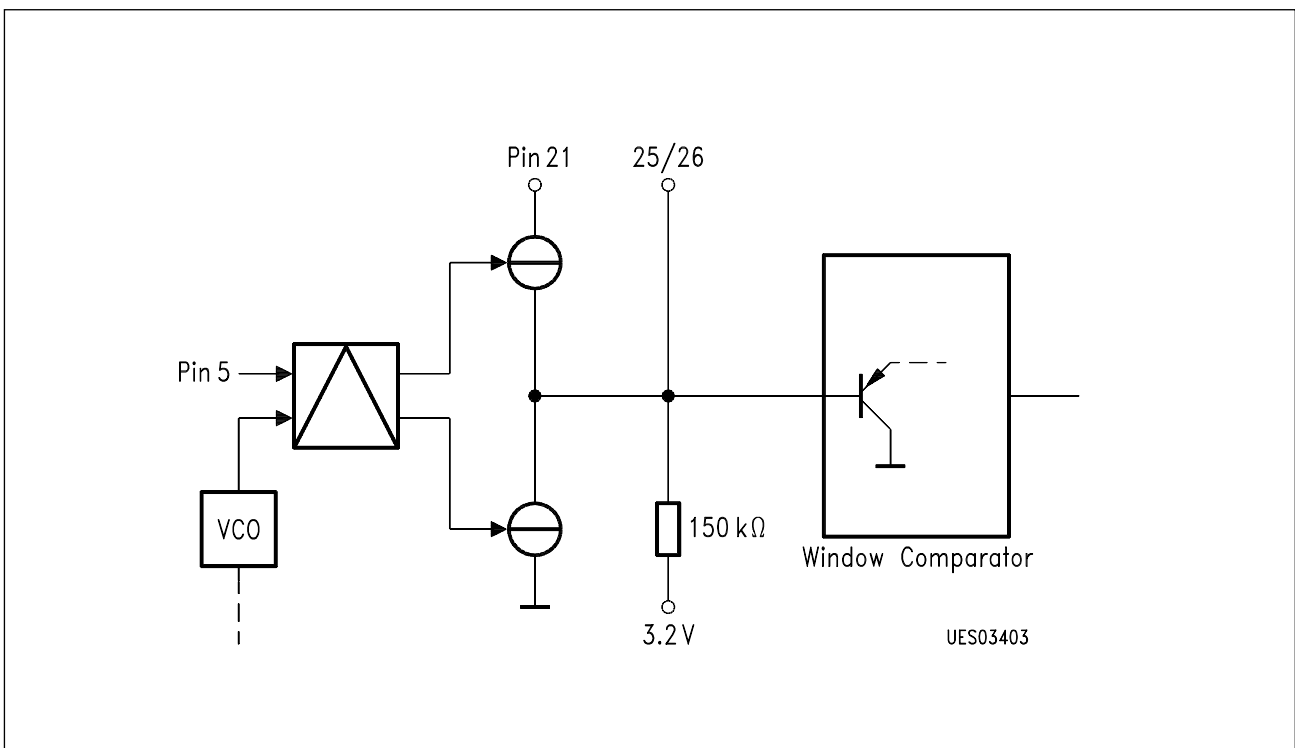 Pin 21
25/26
Pin 5
VCO
150 kΩ
Window Comparator
3.2 V
UES03403